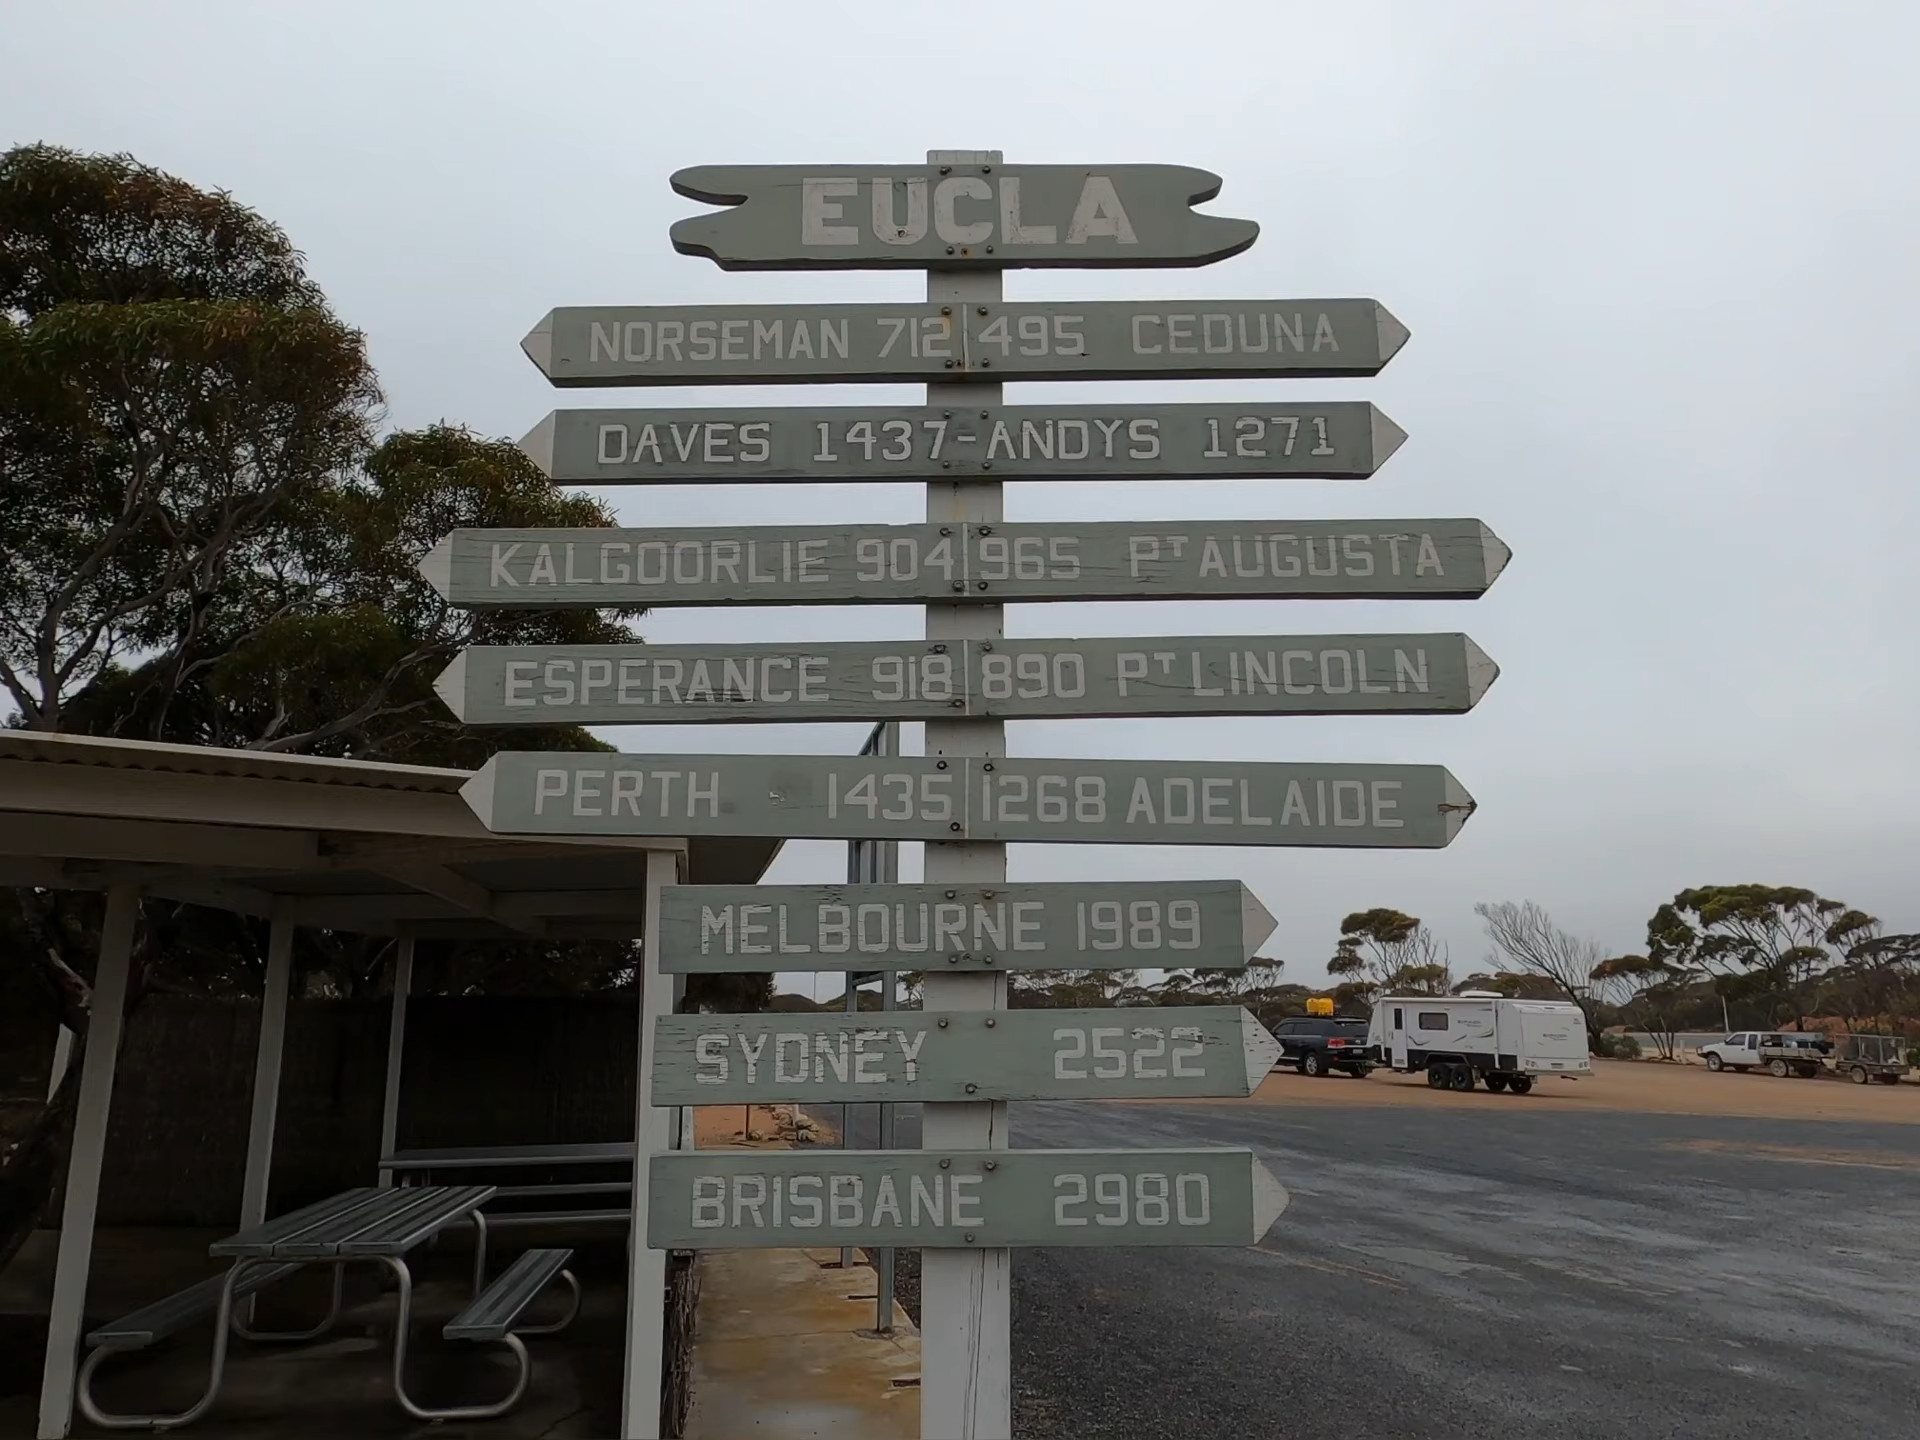 EUCLA
NORSEMAN 712 495 CEDUNA
DAVES 1437-ANDYS 1271
KALGOORLIE 904 965 PT AUGUSTA
ESPERANCE 918 890 PT LINCOLN
PERTH 1435 1268 ADELAIDE
MELBOURNE 1989
SYDNEY 2522
BRISBANE 2980